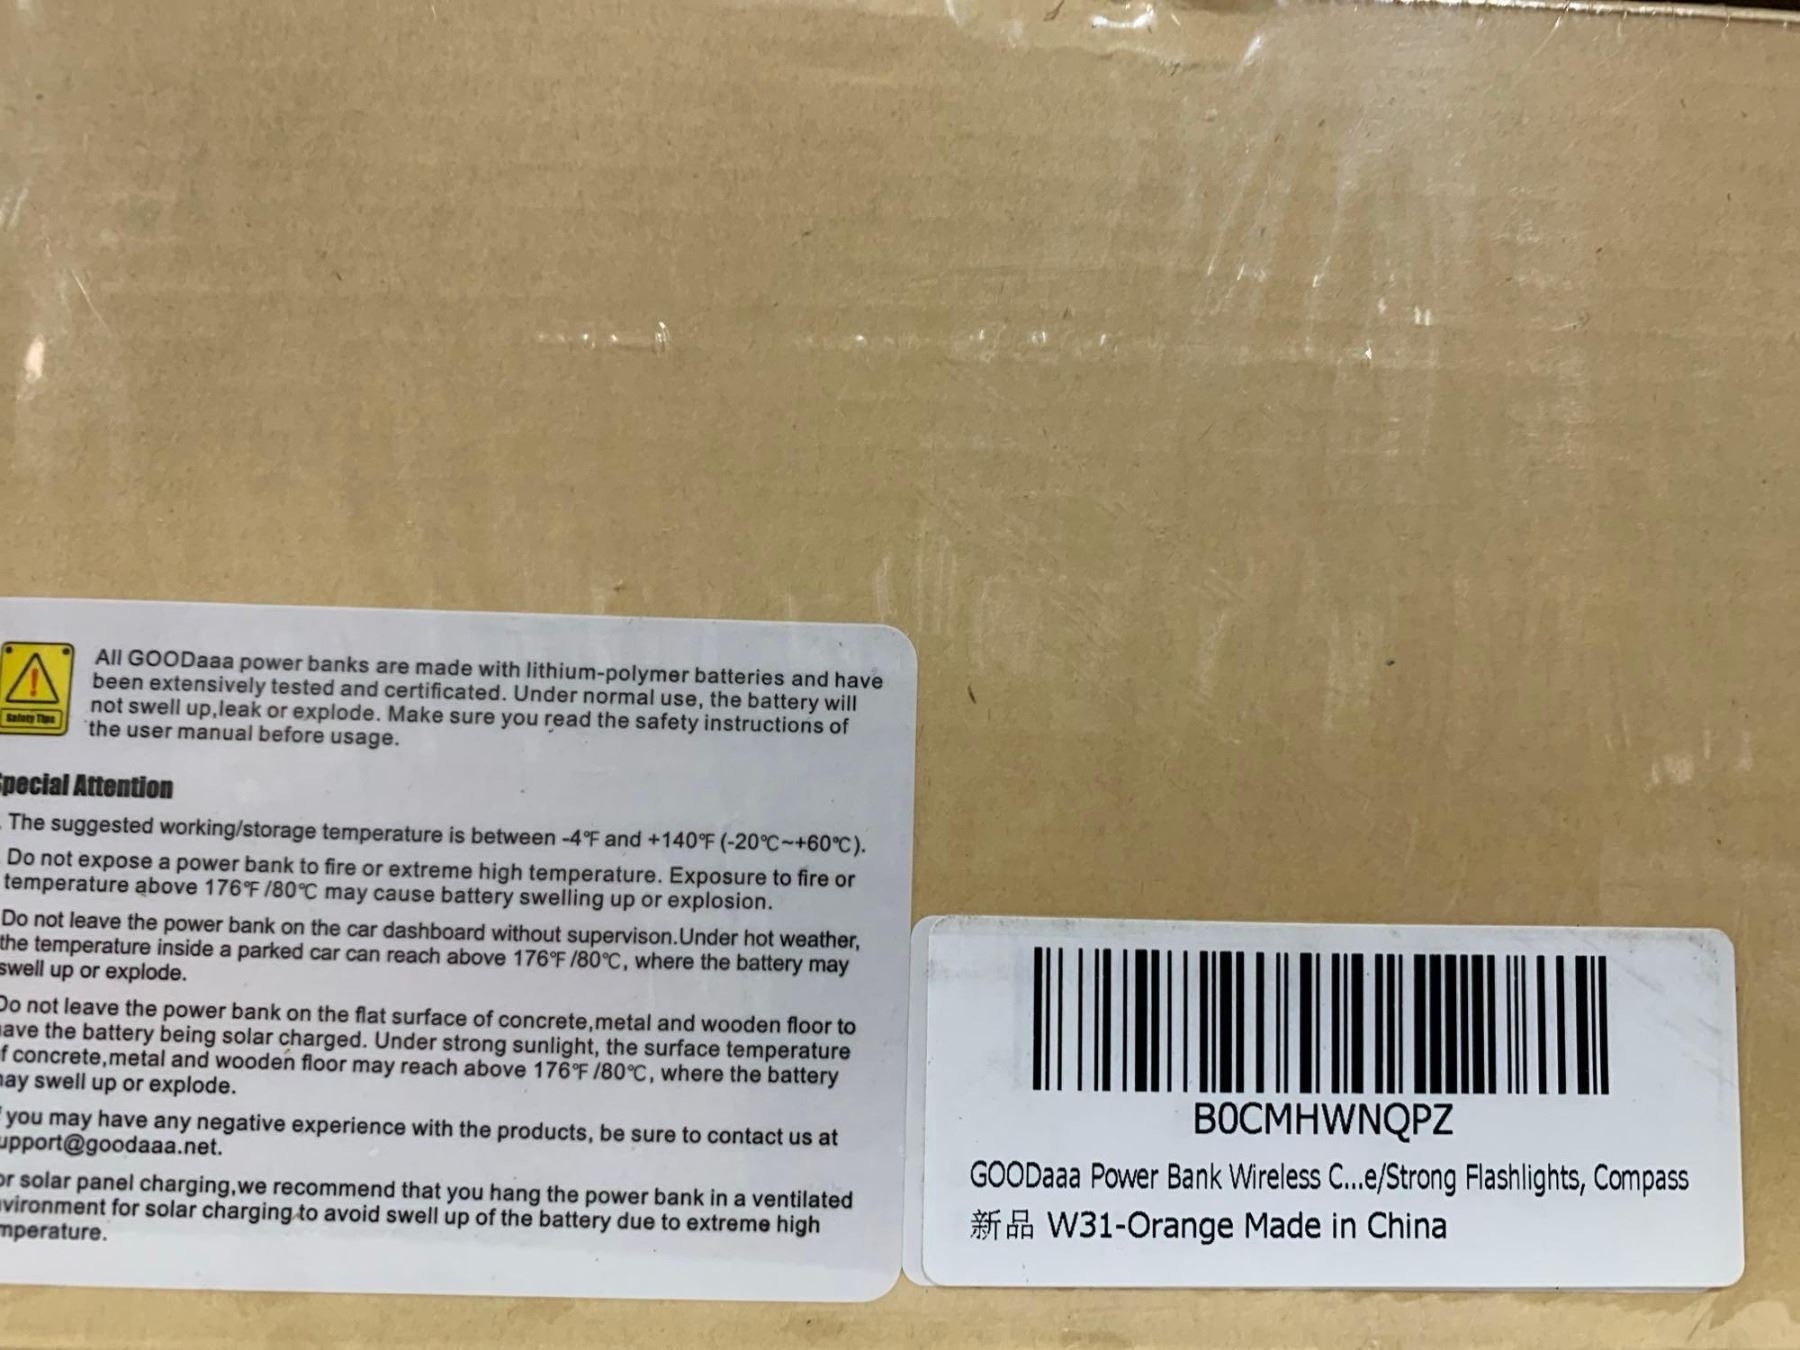 All GOODaaa power banks are made with lithium-polymer batteries and have
been extensively tested and certificated. Under normal use, the battery will
not swell up,leak or explode. Make sure you read the safety instructions of
the user manual before usage.
Safety Tips
pecial Attention
The suggested working/storage temperature is between -4℉ and +140℉ (-20℃~+60℃).
Do not expose a power bank to fire or extreme high temperature. Exposure to fire or
temperature above 176℉/80℃ may cause battery swelling up or explosion.
Do not leave the power bank on the car dashboard without supervison.Under hot weather,
the temperature inside a parked car can reach above 176℉/80℃, where the battery may
swell up or explode.
Do not leave the power bank on the flat surface of concrete,metal and wooden floor to
ave the battery being solar charged. Under strong sunlight, the surface temperature
f concrete,metal and wooden floor may reach above 176℉/80℃, where the battery
ay swell up or explode.
you may have any negative experience with the products, be sure to contact us at
upport@goodaaa.net.
or solar panel charging,we recommend that you hang the power bank in a ventilated
vironment for solar charging to avoid swell up of the battery due to extreme high
mperature.
B0CMHWNQPZ
GOODaaa Power Bank Wireless C...e/Strong Flashlights, Compass
新品 W31-Orange Made in China